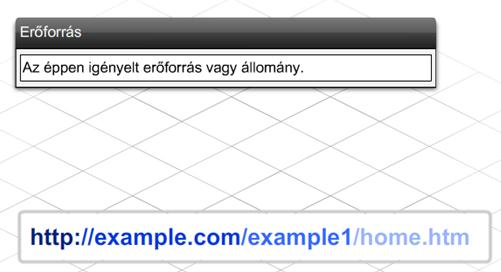 Erőforrás
Az éppen igényelt erőforrás vagy állomány.
http://example.com/example1/home.htm